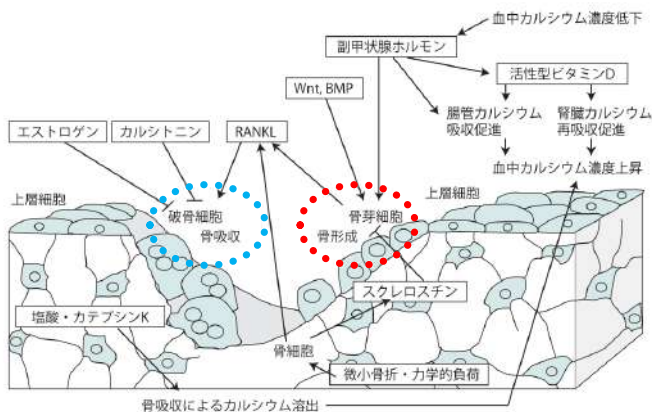 血中カルシウム濃度低下
副甲状腺ホルモン
活性型ビタミンD
Wnt, BMP
腸管カルシウム
吸収促進
腎臓カルシウム
再吸収促進
エストロゲン
カルシトニン
RANKL
血中カルシウム濃度上昇
上層細胞
上層細胞
破骨細胞
骨吸収
骨芽細胞
骨形成
スクレロスチン
塩酸・カテプシンK
骨細胞
微小骨折・力学的負荷
骨吸収によるカルシウム溶出